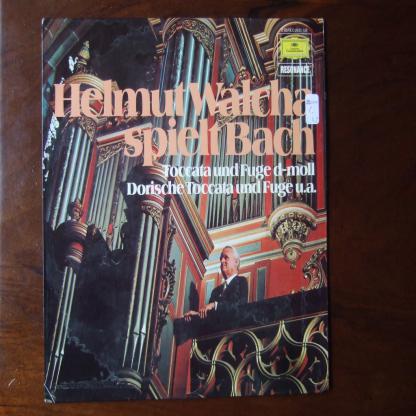 RESONANCE
Helmut Walcha
spielt Bach
Toccata und Fuge d-moll
Dorische Toccata und Fuge u.a.